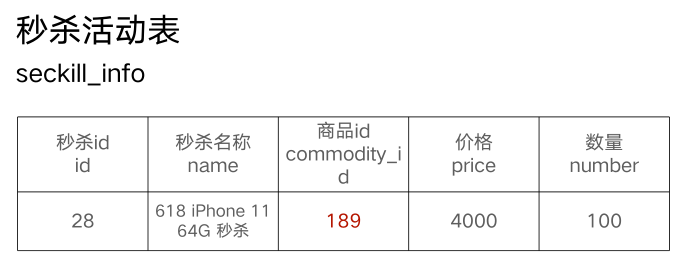 秒杀活动表
seckill_info
秒杀id
id
秒杀名称
name
商品id
commodity_i
d
价格
price
数量
number
28
618 iPhone 11
64G 秒杀
189
4000
100